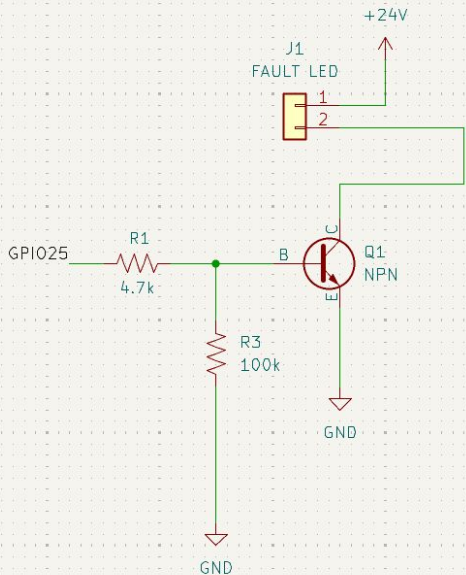 +24V
J1
FAULT LED
1
2
C
GPIO25
R1
4.7k
B
Q1
NPN
E
R3
100k
GND
GND